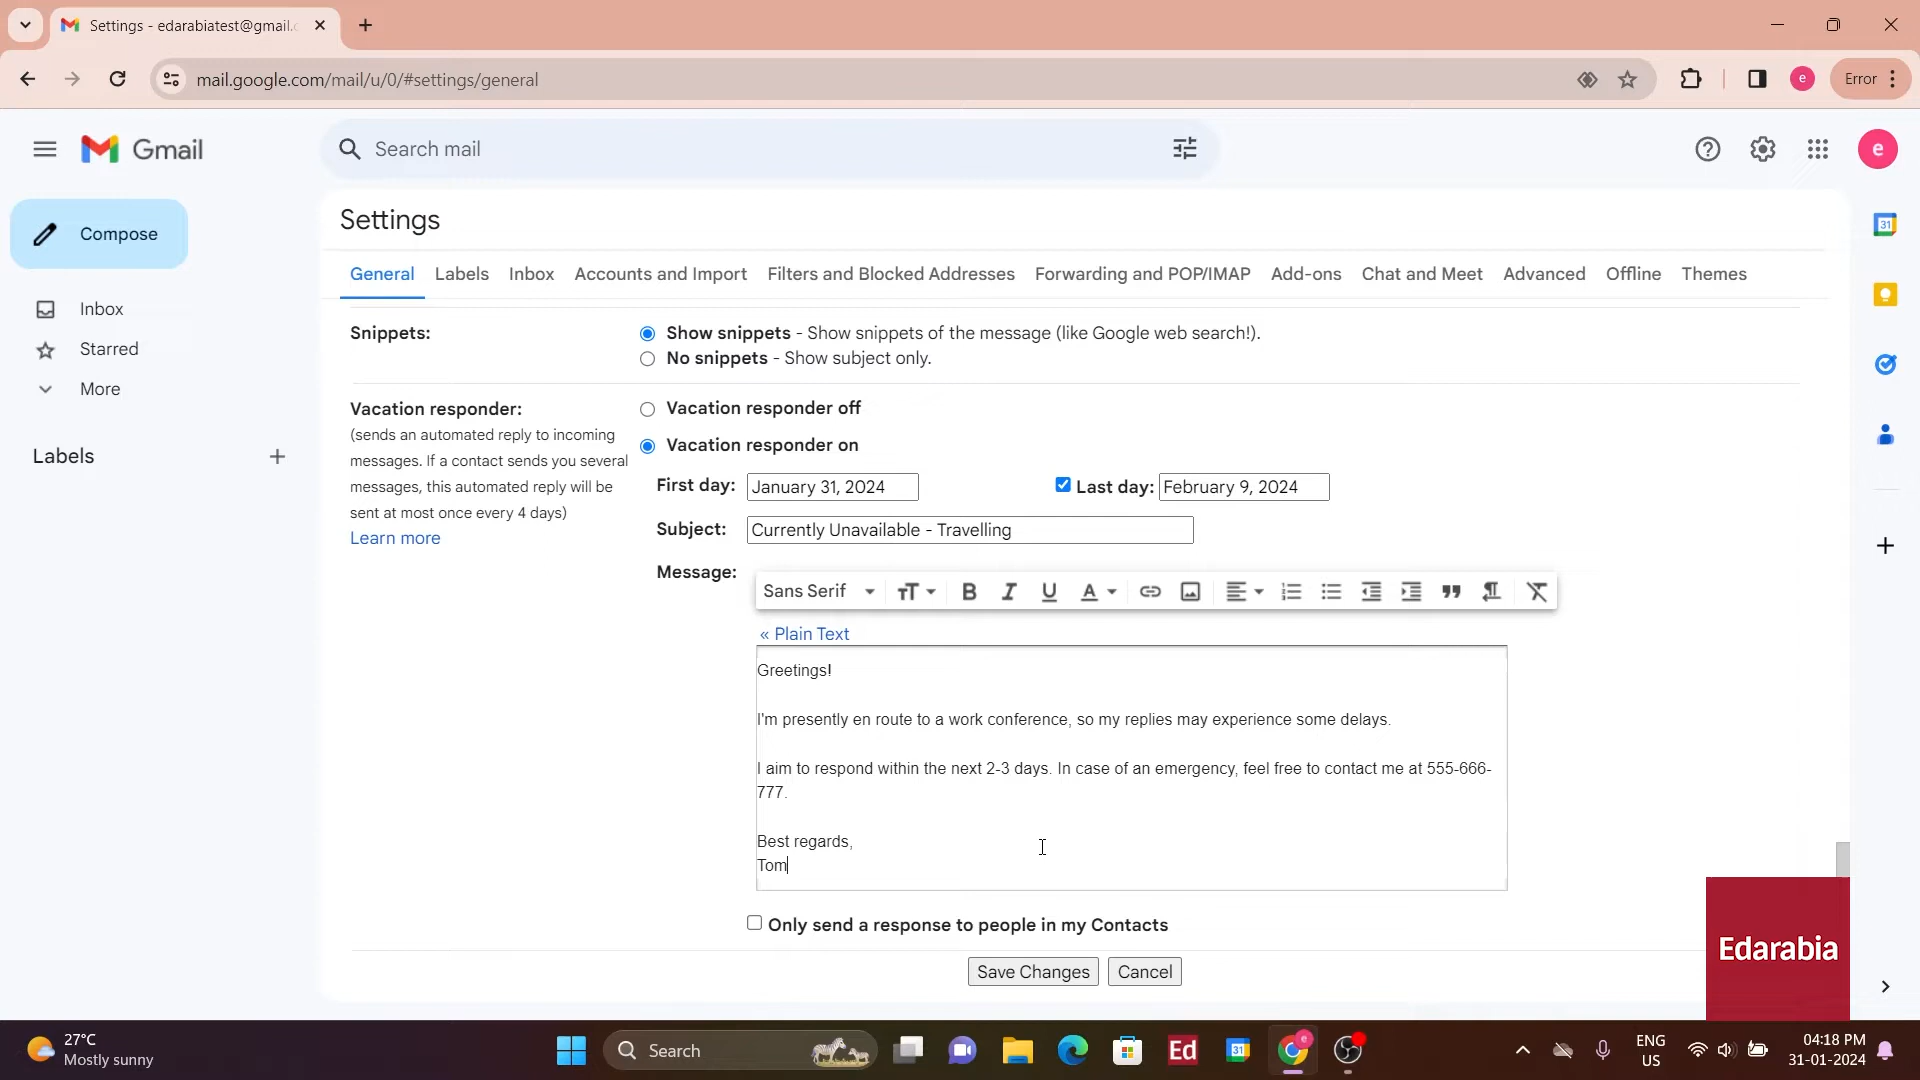 Settings - edarabiatest@gmail.c
mail.google.com/mail/u/0/#settings/general
e
Error
Gmail
Search mail
e
Compose
Inbox
Starred
More
Labels
Settings
General Labels Inbox Accounts and Import Filters and Blocked Addresses Forwarding and POP/IMAP Add-ons Chat and Meet Advanced Offline Themes
Snippets:
Show snippets - Show snippets of the message (like Google web search!).
No snippets - Show subject only.
Vacation responder:
(sends an automated reply to incoming
messages. If a contact sends you several
messages, this automated reply will be
sent at most once every 4 days)
Learn more
Vacation responder off
Vacation responder on
First day: January 31, 2024 Last day: February 9, 2024
Subject: Currently Unavailable - Travelling
Message:
Sans Serif
« Plain Text
Greetings!
I'm presently en route to a work conference, so my replies may experience some delays.
I aim to respond within the next 2-3 days. In case of an emergency, feel free to contact me at 555-666-
777.
Best regards,
Tom
Only send a response to people in my Contacts
Save Changes Cancel
31
Edarabia
27°C
Mostly sunny
Search
Ed
31
e
ENG
US
04:18 PM
31-01-2024